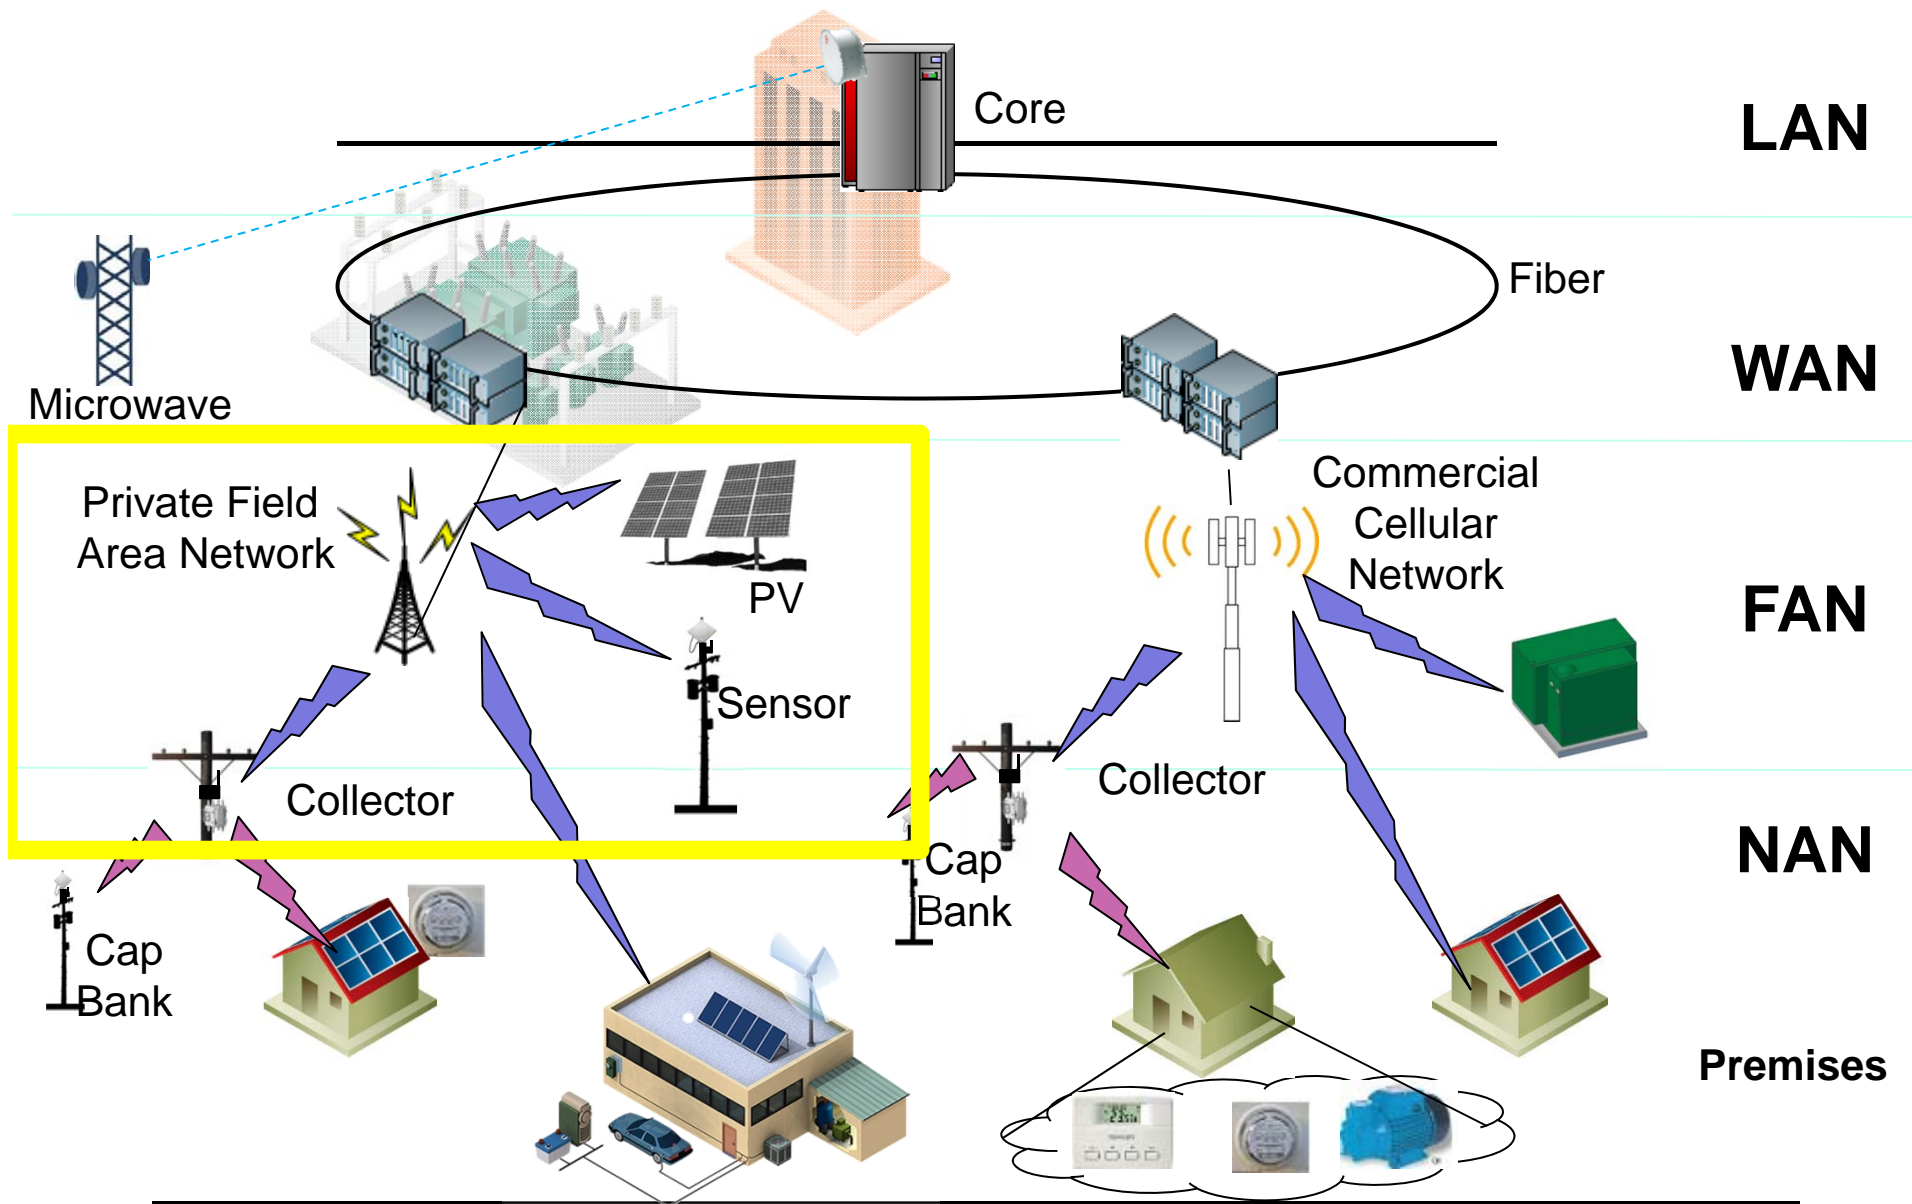 Core
LAN
Fiber
WAN
Microwave
Private Field
Area Network
PV
Sensor
Commercial
Cellular
Network
FAN
Collector
Collector
NAN
Cap
Bank
Cap
Bank
Premises